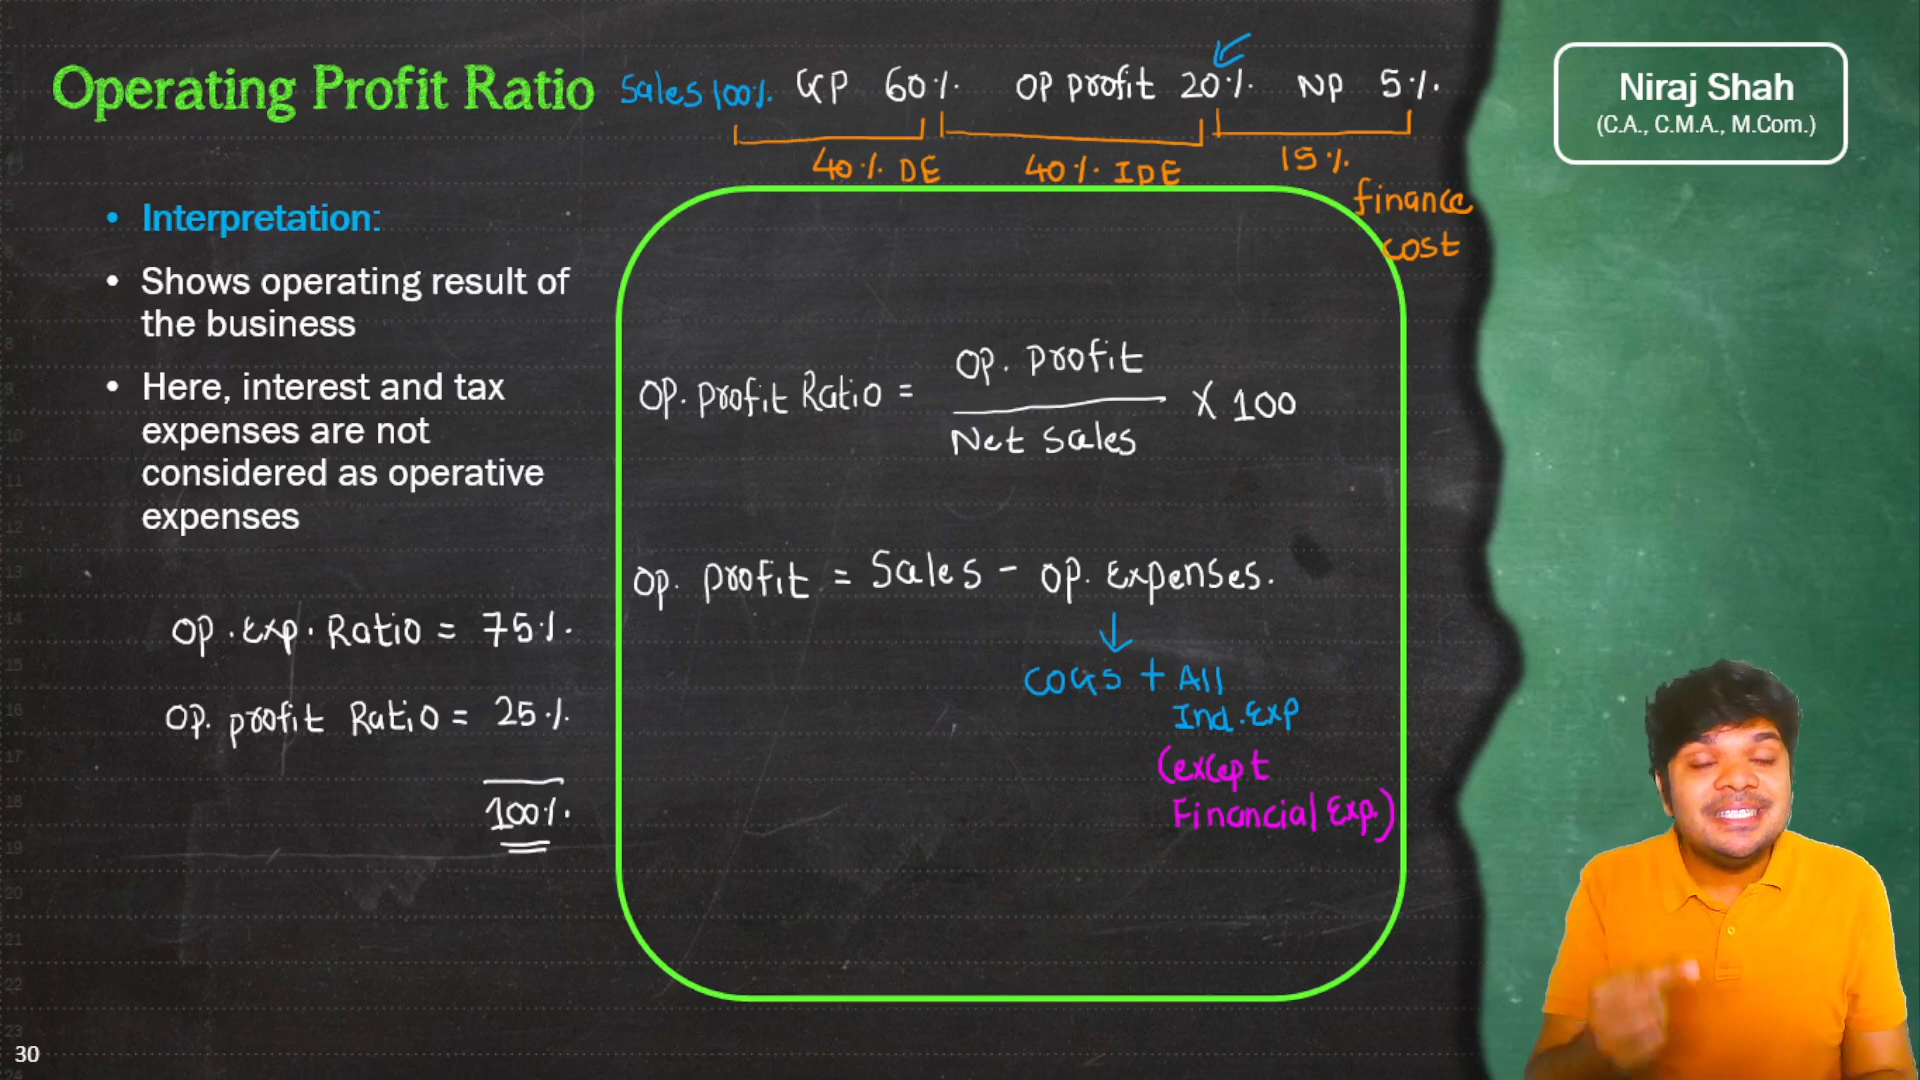 Operating Profit Ratio
Sales 100%. GP 60%. OP profit 20%. NP 5%.
40% DE 40% IDE 15%.
finance
cost
Niraj Shah
(C.A., C.M.A., M.Com.)
• Interpretation:
• Shows operating result of
the business
• Here, interest and tax
expenses are not
considered as operative
expenses
OP. Exp. Ratio = 75%.
OP. profit Ratio = 25%.
100%.
OP. profit Ratio = OP. profit
Net Sales
X 100
OP. profit = Sales - OP. Expenses.
↓
COGS + All
Ind. Exp
(except
Financial Exp.)
30